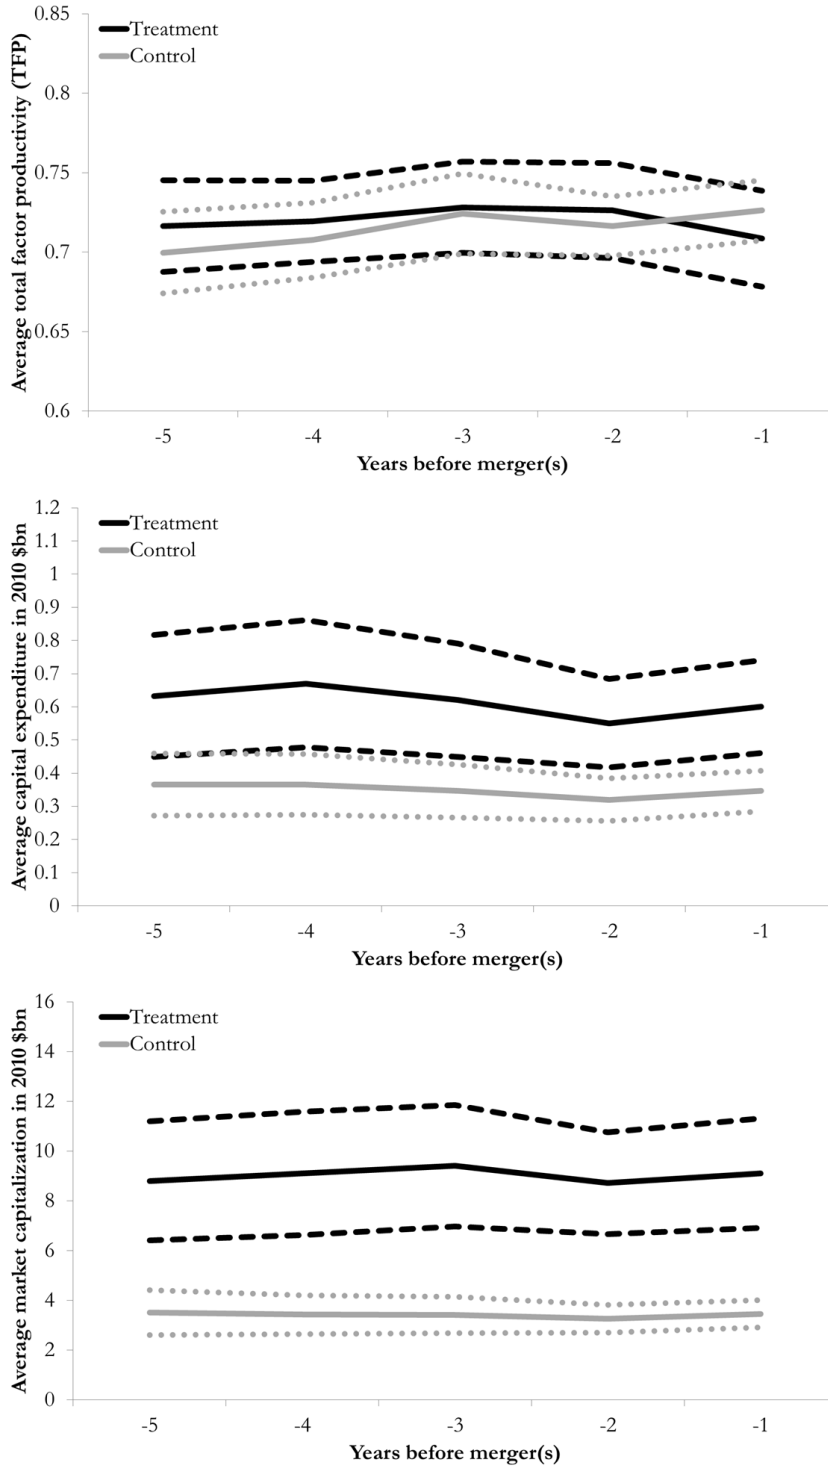 Average total factor productivity (TFP)
0.85
0.8
0.75
0.7
0.65
0.6
Treatment
Control
-5 -4 -3 -2 -1
Years before merger(s)
Average capital expenditure in 2010 $bn
1.2
1.1
1
0.9
0.8
0.7
0.6
0.5
0.4
0.3
0.2
0.1
0
Treatment
Control
-5 -4 -3 -2 -1
Years before merger(s)
Average market capitalization in 2010 $bn
16
14
12
10
8
6
4
2
0
Treatment
Control
-5 -4 -3 -2 -1
Years before merger(s)